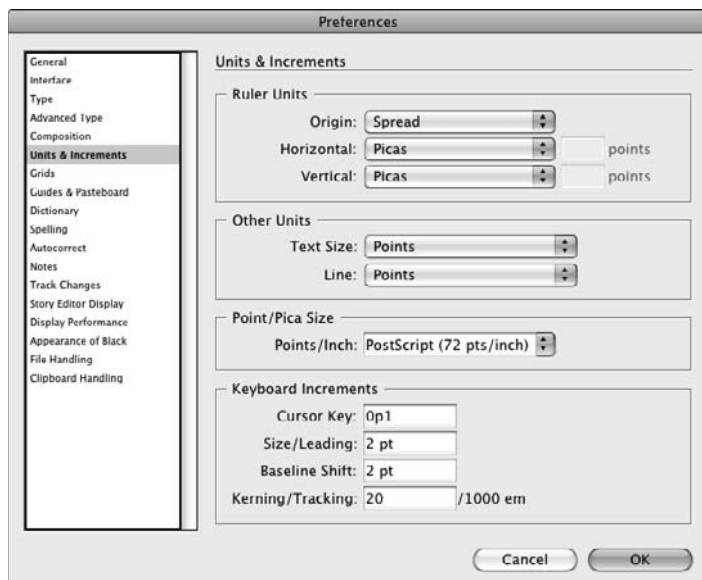 Preferences
General
Interface
Type
Advanced Type
Composition
Units & Increments
Grids
Guides & Pasteboard
Dictionary
Spelling
Autocorrect
Notes
Track Changes
Story Editor Display
Display Performance
Appearance of Black
File Handling
Clipboard Handling
Units & Increments
Ruler Units
Origin: Spread
Horizontal: Picas points
Vertical: Picas points
Other Units
Text Size: Points
Line: Points
Point/Pica Size
Points/Inch: PostScript (72 pts/inch)
Keyboard Increments
Cursor Key: 0p1
Size/Leading: 2 pt
Baseline Shift: 2 pt
Kerning/Tracking: 20 /1000 em
Cancel OK